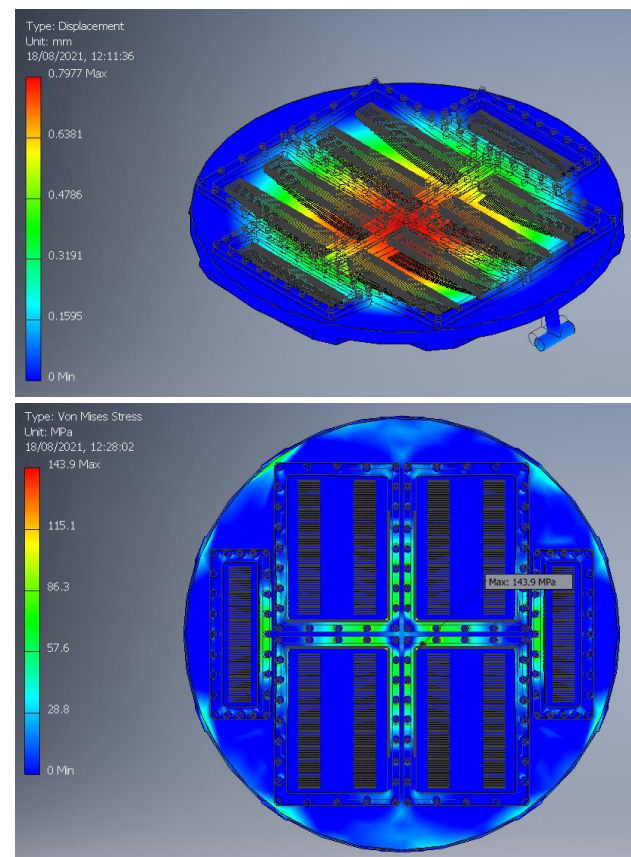 Type: Displacement
Unit: mm
18/08/2021, 12:11:36
0.7977 Max
0.6381
0.4786
0.3191
0.1595
0 Min
Type: Von Mises Stress
Unit: MPa
18/08/2021, 12:28:02
143.9 Max
115.1
86.3
Max: 143.9 MPa
57.6
28.8
0 Min